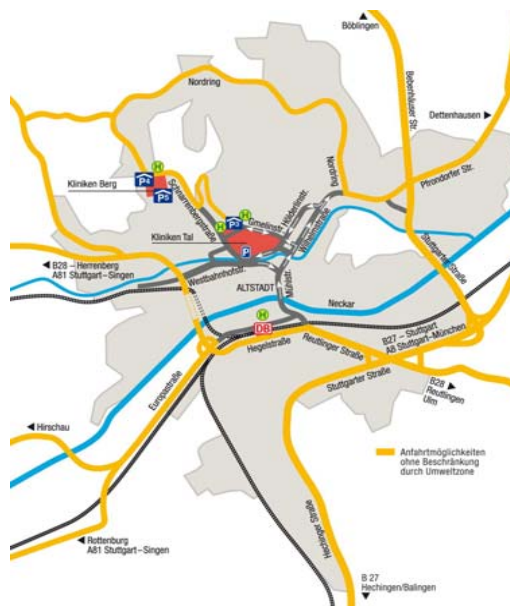 Böblingen
Nordring
Bebenhäuser Str.
Dettenhausen
Nordring
Pfrondorfer Str.
H
P4
P5
Kliniken Berg
Schnarrenbergstraße
H
H
P3
Gmelinstr.
Hölderlinstr.
Wilhelmstraße
Kliniken Tal
P
Stuttgarter Straße
B28 – Herrenberg
A81 Stuttgart–Singen
Westbahnhofstr.
ALTSTADT
Mühlstr.
Neckar
H
DB
Hegelstraße
Reutlinger Straße
B27 – Stuttgart
A8 Stuttgart–München
Stuttgarter Straße
B28
Reutlingen
Ulm
Europastraße
Hirschau
Anfahrtmöglichkeiten
ohne Beschränkung
durch Umweltzone
Hechinger Straße
Rottenburg
A81 Stuttgart–Singen
B 27
Hechingen/Balingen